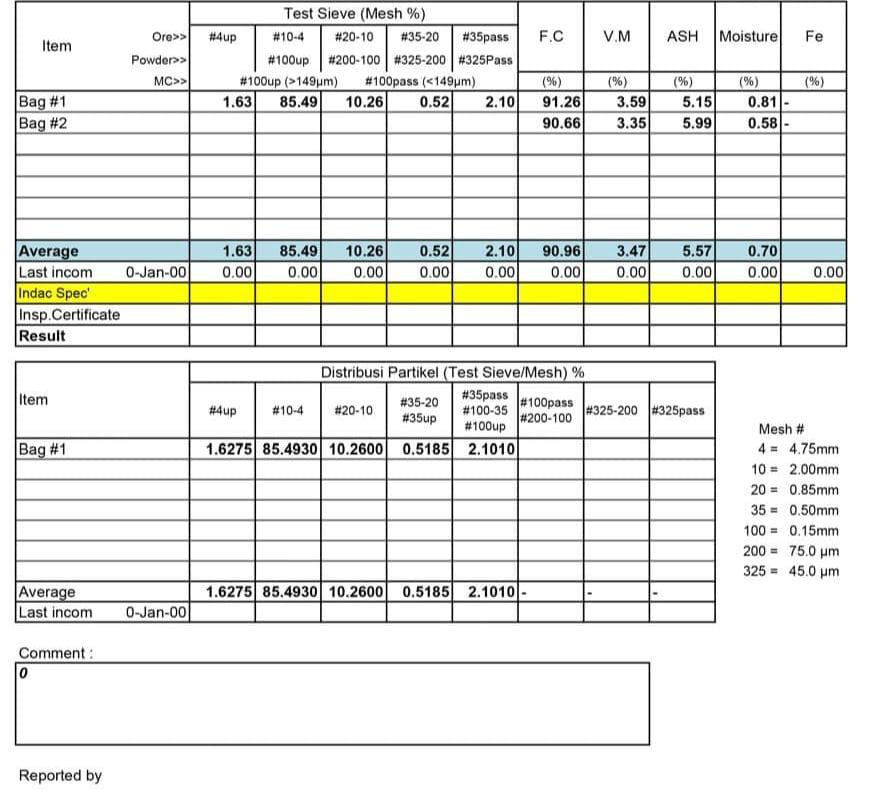 Test Sieve (Mesh %)
Item Ore>> #4up #10-4 #20-10 #35-20 #35pass F.C V.M ASH Moisture Fe
Powder>> #100up #200-100 #325-200 #325Pass
MC>> #100up (>149µm) #100pass (<149µm) (%) (%) (%) (%) (%)
Bag #1 1.63 85.49 10.26 0.52 2.10 91.26 3.59 5.15 0.81 -
Bag #2 90.66 3.35 5.99 0.58 -
Average 1.63 85.49 10.26 0.52 2.10 90.96 3.47 5.57 0.70
Last incom 0-Jan-00 0.00 0.00 0.00 0.00 0.00 0.00 0.00 0.00 0.00 0.00
Indac Spec'
Insp.Certificate
Result
Distribusi Partikel (Test Sieve/Mesh) %
Item #4up #10-4 #20-10 #35-20 #35up #35pass #100-35 #100up #100pass #200-100 #325-200 #325pass
Bag #1 1.6275 85.4930 10.2600 0.5185 2.1010
Average 1.6275 85.4930 10.2600 0.5185 2.1010 - - -
Last incom 0-Jan-00
Mesh #
4 = 4.75mm
10 = 2.00mm
20 = 0.85mm
35 = 0.50mm
100 = 0.15mm
200 = 75.0 µm
325 = 45.0 µm
Comment :
0
Reported by